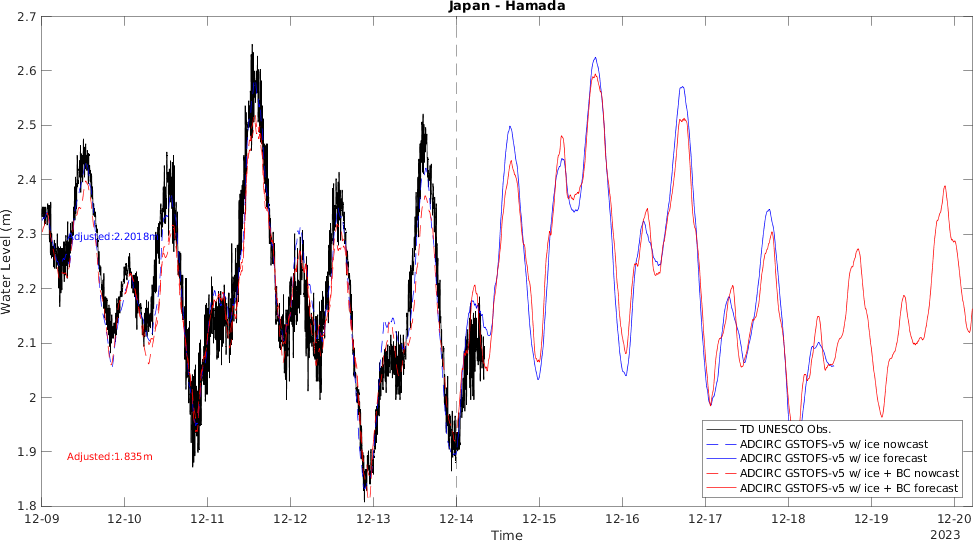 Japan - Hamada
Water Level (m)
2.7
2.6
2.5
2.4
2.3
2.2
2.1
2
1.9
1.8
Adjusted:2.2018m
Adjusted:1.835m
TD UNESCO Obs.
ADCIRC GSTOFS-v5 w/ ice nowcast
ADCIRC GSTOFS-v5 w/ ice forecast
ADCIRC GSTOFS-v5 w/ ice + BC nowcast
ADCIRC GSTOFS-v5 w/ ice + BC forecast
12-09 12-10 12-11 12-12 12-13 12-14 12-15 12-16 12-17 12-18 12-19 12-20
Time
2023